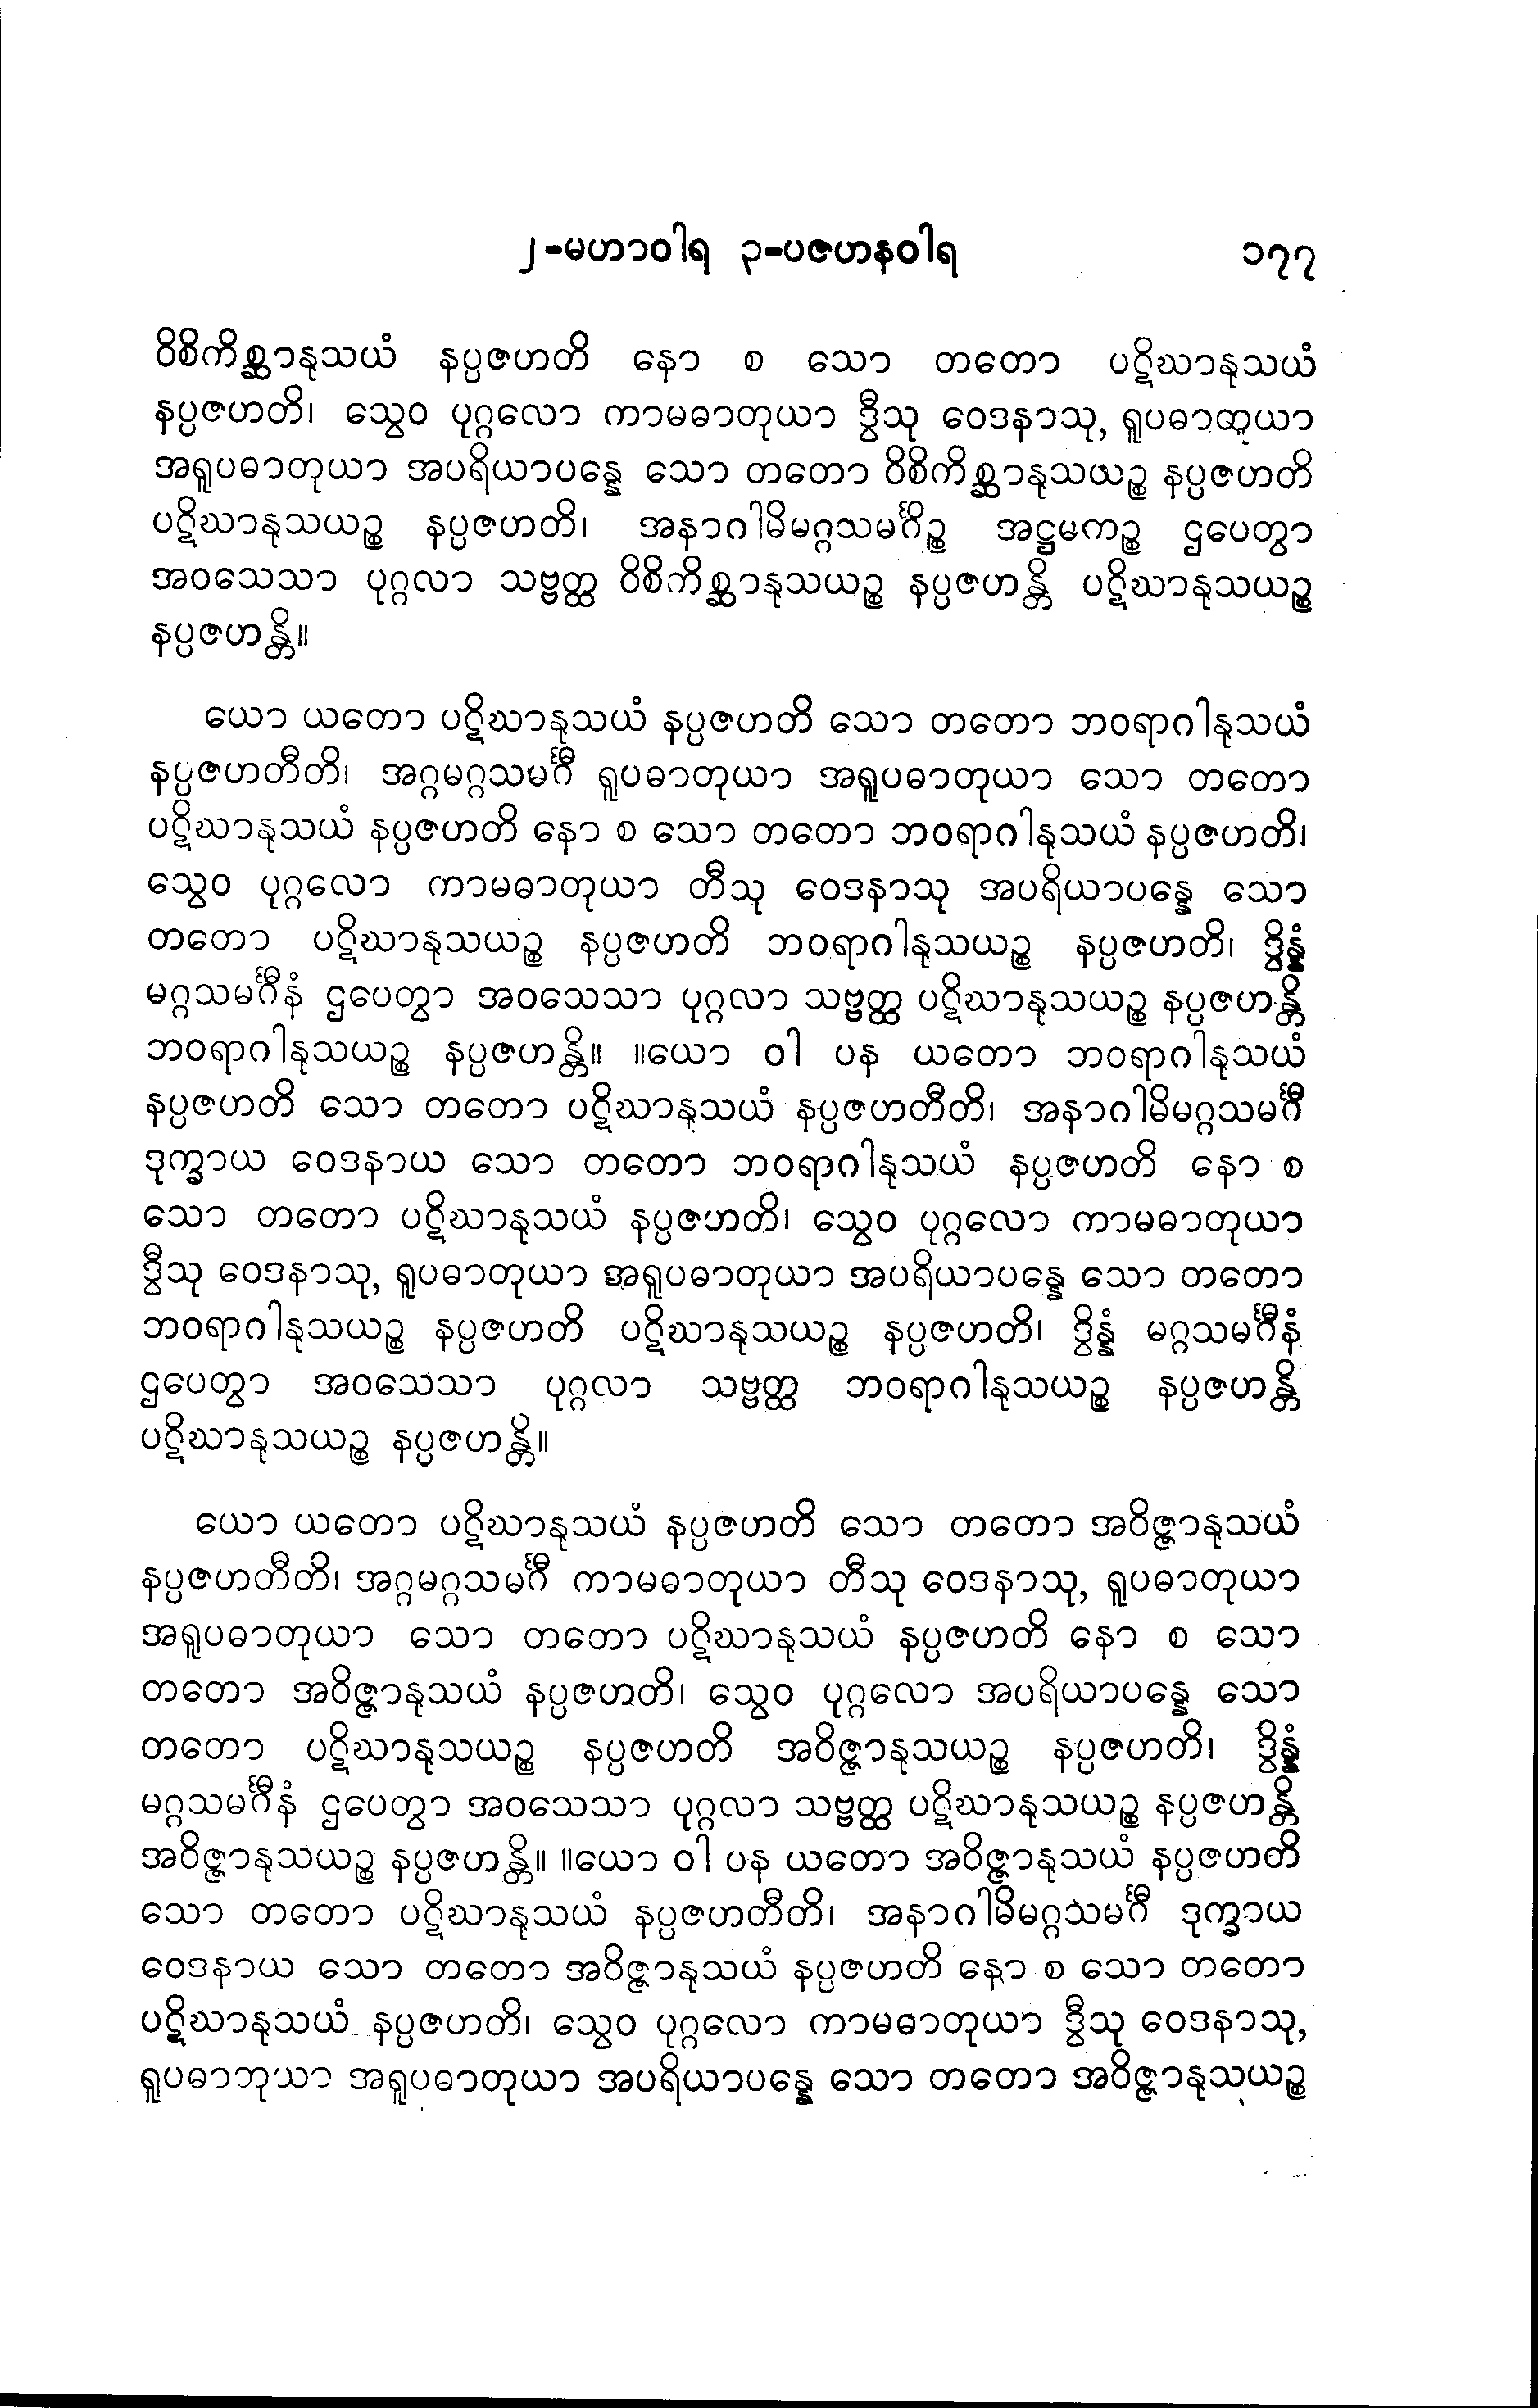 ၂-မဟာဝါရ ၃-ပဇဟနဝါရ ၁၇၇
ဝိစိကိစ္ဆာနုသယံ နပ္ပဇဟတိ နော စ သော တတော ပဋိဃာနုသယံ
နပ္ပဇဟတိ၊ သွေဝ ပုဂ္ဂလော ကာမဓာတုယာ ဒွီသု ဝေဒနာသု, ရူပဓာတုယာ
အရူပဓာတုယာ အပရိယာပန္နေ သော တတော ဝိစိကိစ္ဆာနုသယဉ္စ နပ္ပဇဟတိ
ပဋိဃာနုသယဉ္စ နပ္ပဇဟတိ၊ အနာဂါမိမဂ္ဂသမင်္ဂိဉ္စ အဋ္ဌမကဉ္စ ဌပေတွာ
အဝသေသာ ပုဂ္ဂလာ သဗ္ဗတ္ထ ဝိစိကိစ္ဆာနုသယဉ္စ နပ္ပဇဟန္တိ ပဋိဃာနုသယဉ္စ
နပ္ပဇဟန္တိ။
ယော ယတော ပဋိဃာနုသယံ နပ္ပဇဟတိ သော တတော ဘဝရာဂါနုသယံ
နပ္ပဇဟတီတိ၊ အဂ္ဂမဂ္ဂသမင်္ဂီ ရူပဓာတုယာ အရူပဓာတုယာ သော တတော
ပဋိဃာနုသယံ နပ္ပဇဟတိ နော စ သော တတော ဘဝရာဂါနုသယံ နပ္ပဇဟတိ၊
သွေဝ ပုဂ္ဂလော ကာမဓာတုယာ တီသု ဝေဒနာသု အပရိယာပန္နေ သော
တတော ပဋိဃာနုသယဉ္စ နပ္ပဇဟတိ ဘဝရာဂါနုသယဉ္စ နပ္ပဇဟတိ၊ ဒွိန္နံ
မဂ္ဂသမင်္ဂီနံ ဌပေတွာ အဝသေသာ ပုဂ္ဂလာ သဗ္ဗတ္ထ ပဋိဃာနုသယဉ္စ နပ္ပဇဟန္တိ
ဘဝရာဂါနုသယဉ္စ နပ္ပဇဟန္တိ။ ။ယော ဝါ ပန ယတော ဘဝရာဂါနုသယံ
နပ္ပဇဟတိ သော တတော ပဋိဃာနုသယံ နပ္ပဇဟတီတိ၊ အနာဂါမိမဂ္ဂသမင်္ဂီ
ဒုက္ခာယ ဝေဒနာယ သော တတော ဘဝရာဂါနုသယံ နပ္ပဇဟတိ နော စ
သော တတော ပဋိဃာနုသယံ နပ္ပဇဟတိ၊ သွေဝ ပုဂ္ဂလော ကာမဓာတုယာ
ဒွီသု ဝေဒနာသု, ရူပဓာတုယာ အရူပဓာတုယာ အပရိယာပန္နေ သော တတော
ဘဝရာဂါနုသယဉ္စ နပ္ပဇဟတိ ပဋိဃာနုသယဉ္စ နပ္ပဇဟတိ၊ ဒွိန္နံ မဂ္ဂသမင်္ဂီနံ
ဌပေတွာ အဝသေသာ ပုဂ္ဂလာ သဗ္ဗတ္ထ ဘဝရာဂါနုသယဉ္စ နပ္ပဇဟန္တိ
ပဋိဃာနုသယဉ္စ နပ္ပဇဟန္တိ။
ယော ယတော ပဋိဃာနုသယံ နပ္ပဇဟတိ သော တတော အဝိဇ္ဇာနုသယံ
နပ္ပဇဟတီတိ၊ အဂ္ဂမဂ္ဂသမင်္ဂီ ကာမဓာတုယာ တီသု ဝေဒနာသု, ရူပဓာတုယာ
အရူပဓာတုယာ သော တတော ပဋိဃာနုသယံ နပ္ပဇဟတိ နော စ သော
တတော အဝိဇ္ဇာနုသယံ နပ္ပဇဟတိ၊ သွေဝ ပုဂ္ဂလော အပရိယာပန္နေ သော
တတော ပဋိဃာနုသယဉ္စ နပ္ပဇဟတိ အဝိဇ္ဇာနုသယဉ္စ နပ္ပဇဟတိ၊ ဒွိန္နံ
မဂ္ဂသမင်္ဂီနံ ဌပေတွာ အဝသေသာ ပုဂ္ဂလာ သဗ္ဗတ္ထ ပဋိဃာနုသယဉ္စ နပ္ပဇဟန္တိ
အဝိဇ္ဇာနုသယဉ္စ နပ္ပဇဟန္တိ။ ။ယော ဝါ ပန ယတော အဝိဇ္ဇာနုသယံ နပ္ပဇဟတိ
သော တတော ပဋိဃာနုသယံ နပ္ပဇဟတီတိ၊ အနာဂါမိမဂ္ဂသမင်္ဂီ ဒုက္ခာယ
ဝေဒနာယ သော တတော အဝိဇ္ဇာနုသယံ နပ္ပဇဟတိ နော စ သော တတော
ပဋိဃာနုသယံ နပ္ပဇဟတိ၊ သွေဝ ပုဂ္ဂလော ကာမဓာတုယာ ဒွီသု ဝေဒနာသု,
ရူပဓာတုယာ အရူပဓာတုယာ အပရိယာပန္နေ သော တတော အဝိဇ္ဇာနုသယဉ္စ